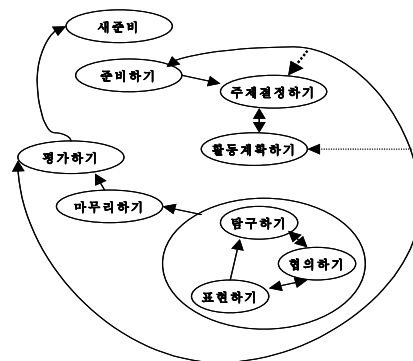 새준비
준비하기
주제결정하기
활동계획하기
평가하기
마무리하기
탐구하기
협의하기
표현하기